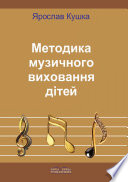 Ярослав Кушка
Методика
музичного
виховання
дітей